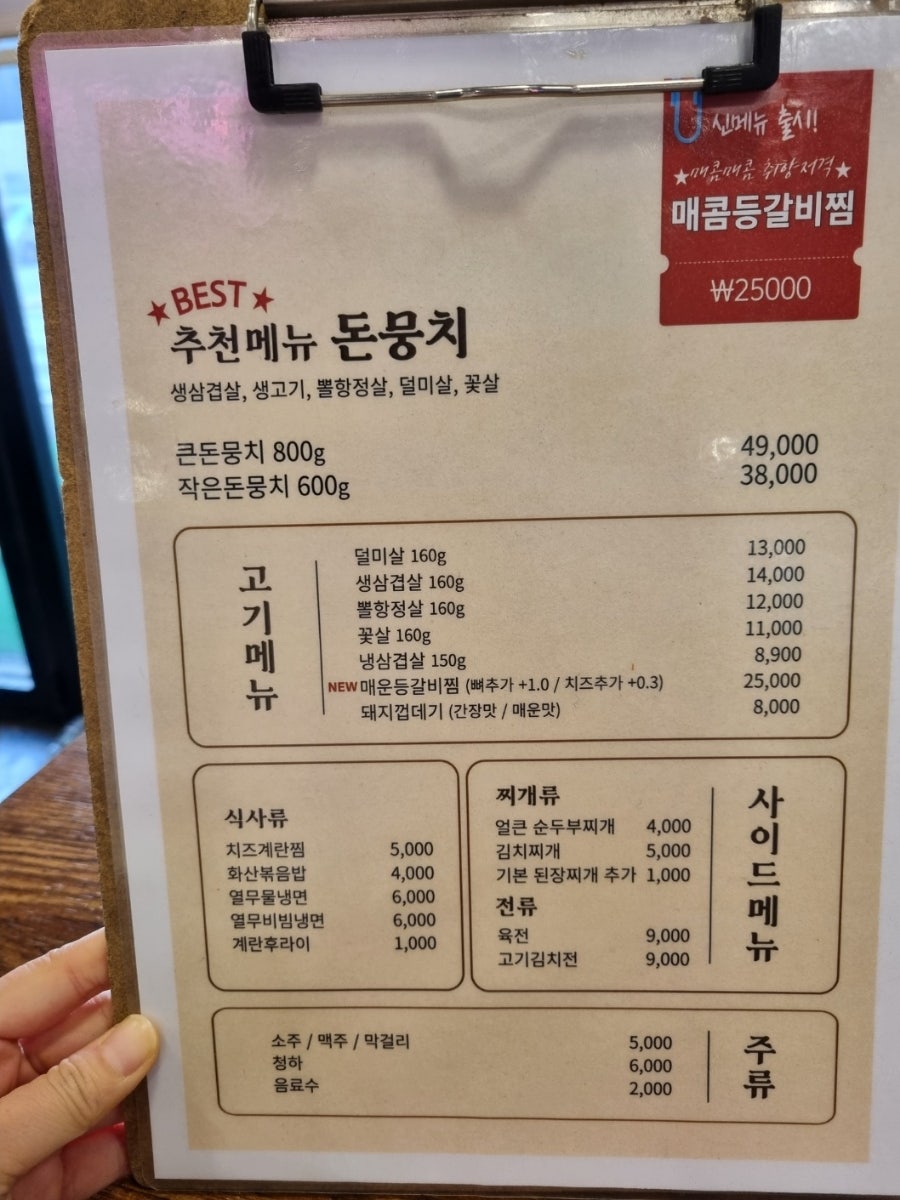 신메뉴 출시!
★매콤매콤 취향저격★
매콤등갈비찜
₩25000
★BEST★
추천메뉴 돈뭉치
생삼겹살, 생고기, 뽈항정살, 덜미살, 꽃살
큰돈뭉치 800g 49,000
작은돈뭉치 600g 38,000
고기메뉴
덜미살 160g 13,000
생삼겹살 160g 14,000
뽈항정살 160g 12,000
꽃살 160g 11,000
냉삼겹살 150g 8,900
NEW 매운등갈비찜 (뼈추가 +1.0 / 치즈추가 +0.3) 25,000
돼지껍데기 (간장맛 / 매운맛) 8,000
식사류
치즈계란찜 5,000
화산볶음밥 4,000
열무물냉면 6,000
열무비빔냉면 6,000
계란후라이 1,000
사이드메뉴
찌개류
얼큰 순두부찌개 4,000
김치찌개 5,000
기본 된장찌개 추가 1,000
전류
육전 9,000
고기김치전 9,000
주류
소주 / 맥주 / 막걸리 5,000
청하 6,000
음료수 2,000